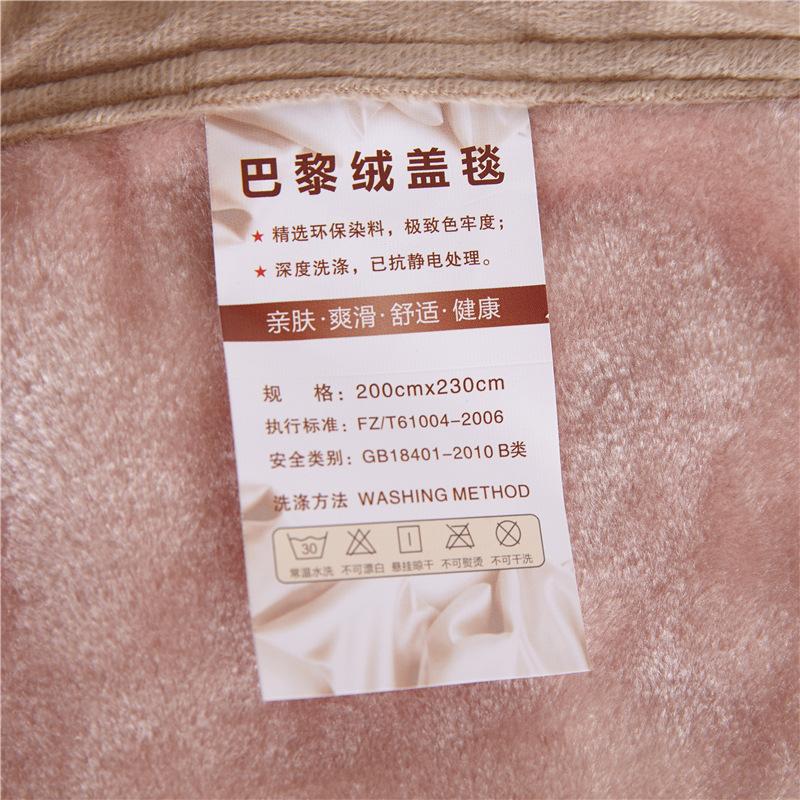 巴黎绒盖毯
★ 精选环保染料，极致色牢度；
★ 深度洗涤，已抗静电处理。
亲肤·爽滑·舒适·健康
规 格：200cmx230cm
执行标准：FZ/T61004-2006
安全类别：GB18401-2010 B类
洗涤方法 WASHING METHOD
30
常温水洗 不可漂白 悬挂晾干 不可熨烫 不可干洗